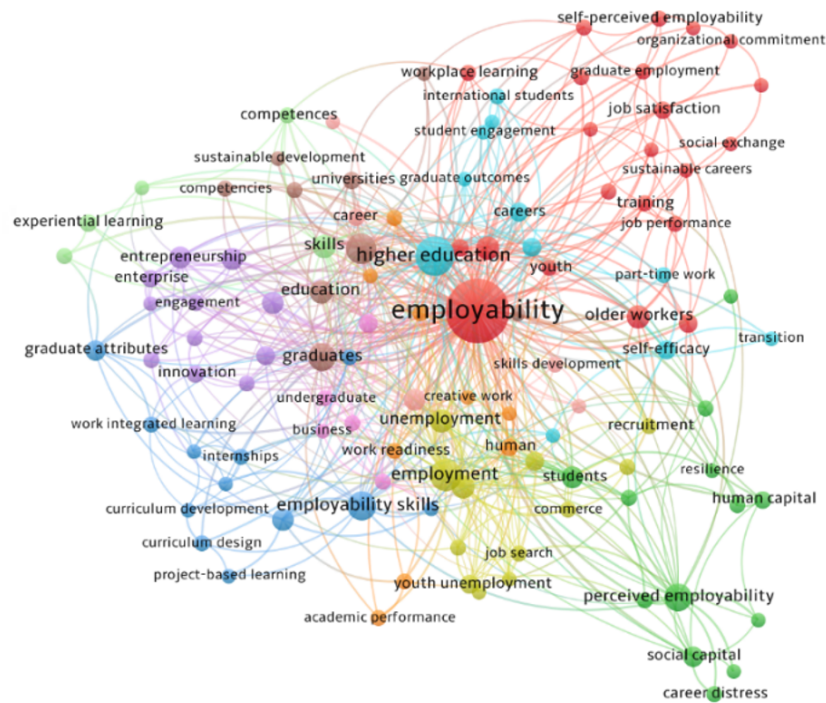 self-perceived employability
organizational commitment
workplace learning
graduate employment
international students
job satisfaction
competences
student engagement
social exchange
sustainable development
sustainable careers
universities
graduate outcomes
competencies
training
career
careers
experiential learning
job performance
skills
higher education
entrepreneurship
youth
enterprise
part-time work
education
engagement
employability
older workers
transition
graduate attributes
self-efficacy
graduates
skills development
innovation
undergraduate
creative work
unemployment
work integrated learning
recruitment
business
human
work readiness
internships
resilience
employment
students
human capital
employability skills
curriculum development
commerce
curriculum design
job search
project-based learning
youth unemployment
perceived employability
academic performance
social capital
career distress